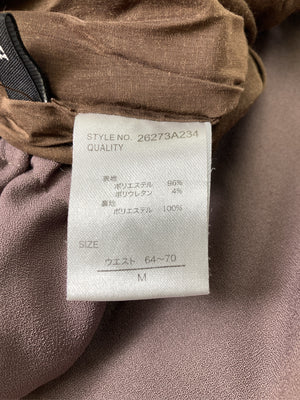 STYLE NO. 26273A234
QUALITY
表地
ポリエステル 96%
ポリウレタン 4%
裏地
ポリエステル 100%
SIZE
ウエスト 64~70
M